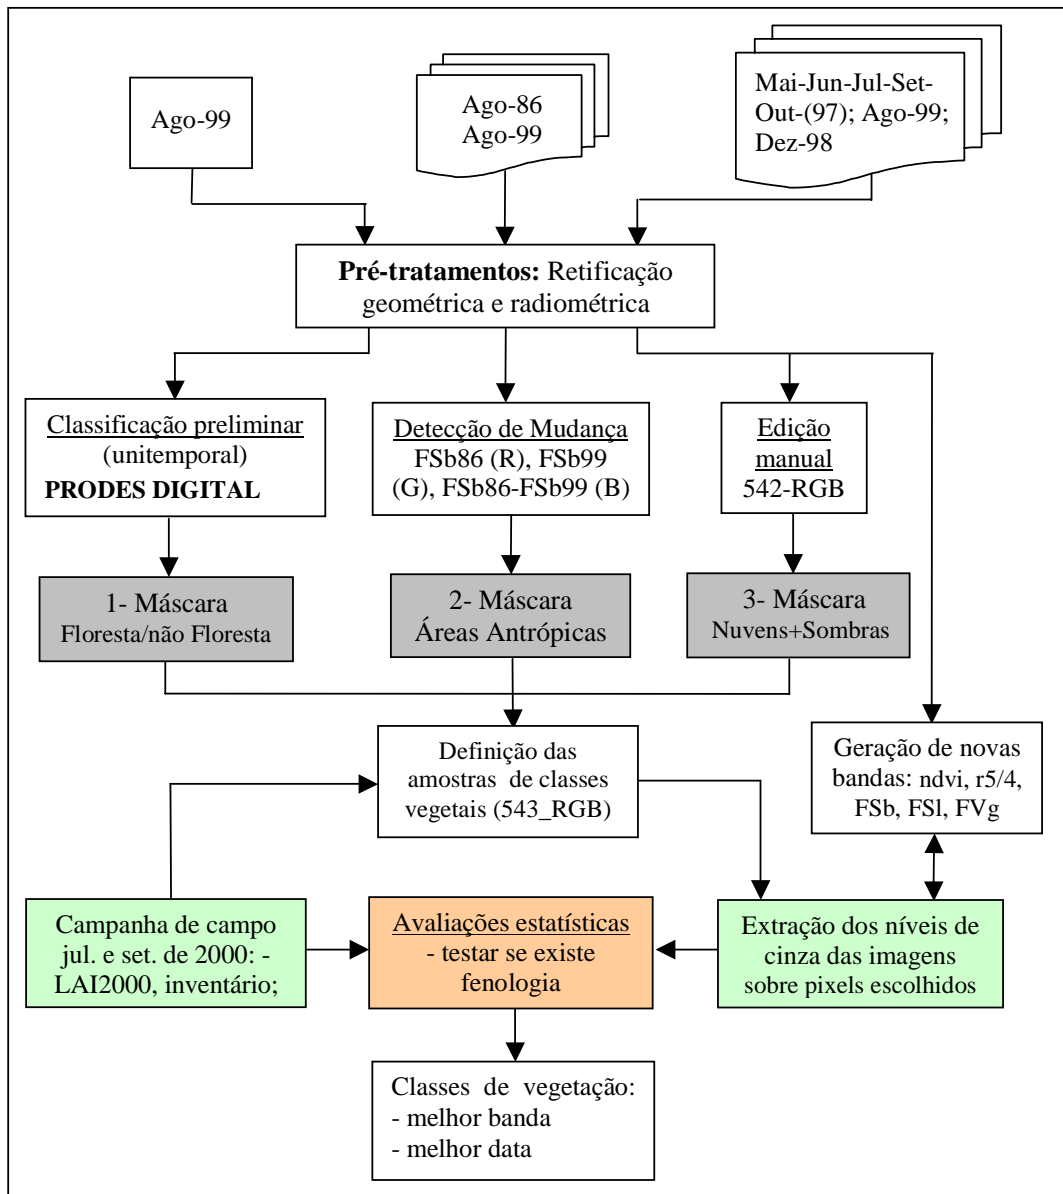 Ago-99
Ago-86
Ago-99
Mai-Jun-Jul-Set-
Out-(97); Ago-99;
Dez-98
Pré-tratamentos: Retificação
geométrica e radiométrica
Classificação preliminar
(unitemporal)
PRODES DIGITAL
Detecção de Mudança
FSb86 (R), FSb99
(G), FSb86-FSb99 (B)
Edição
manual
542-RGB
1- Máscara
Floresta/não Floresta
2- Máscara
Áreas Antrópicas
3- Máscara
Nuvens+Sombras
Definição das
amostras de classes
vegetais (543_RGB)
Geração de novas
bandas: ndvi, r5/4,
FSb, FSl, FVg
Campanha de campo
jul. e set. de 2000: -
LAI2000, inventário;
Avaliações estatísticas
- testar se existe
fenologia
Extração dos níveis de
cinza das imagens
sobre pixels escolhidos
Classes de vegetação:
- melhor banda
- melhor data